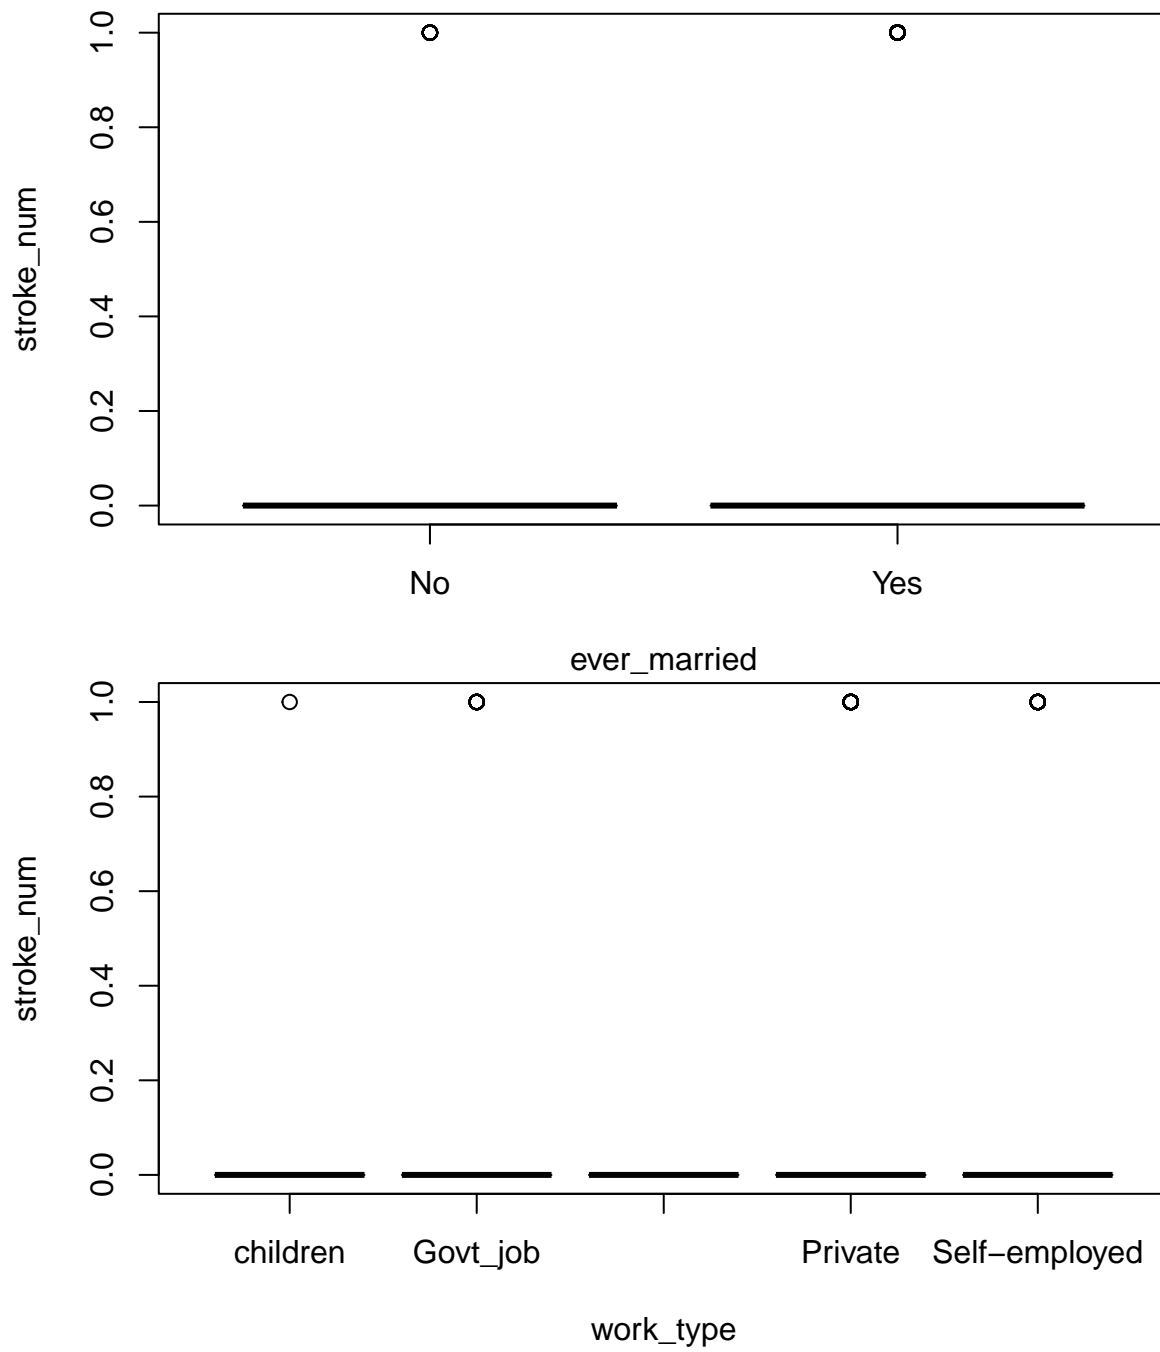 stroke_num
1.0
0.8
0.6
0.4
0.2
0.0
No Yes
ever_married
stroke_num
1.0
0.8
0.6
0.4
0.2
0.0
children Govt_job Private Self−employed
work_type